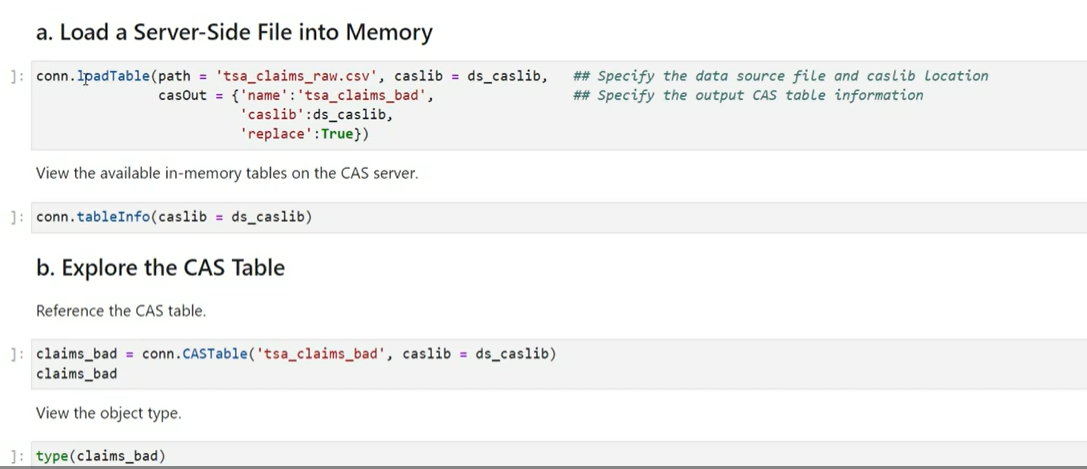 a. Load a Server-Side File into Memory
]: conn.loadTable(path = 'tsa_claims_raw.csv', caslib = ds_caslib, ## Specify the data source file and caslib location
casOut = {'name':'tsa_claims_bad', ## Specify the output CAS table information
'caslib':ds_caslib,
'replace':True})
View the available in-memory tables on the CAS server.
]: conn.tableInfo(caslib = ds_caslib)
b. Explore the CAS Table
Reference the CAS table.
]: claims_bad = conn.CASTable('tsa_claims_bad', caslib = ds_caslib)
claims_bad
View the object type.
]: type(claims_bad)